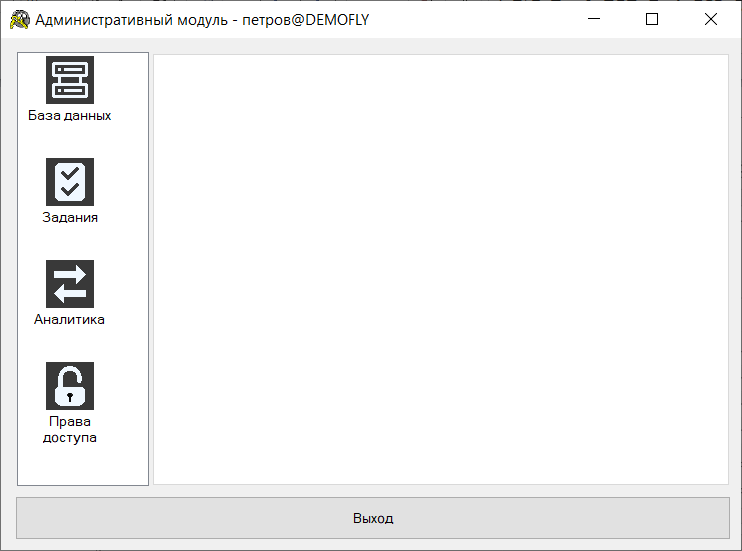 Административный модуль - петров@DEMOFLY
База данных
Задания
Аналитика
Права
доступа
Выход